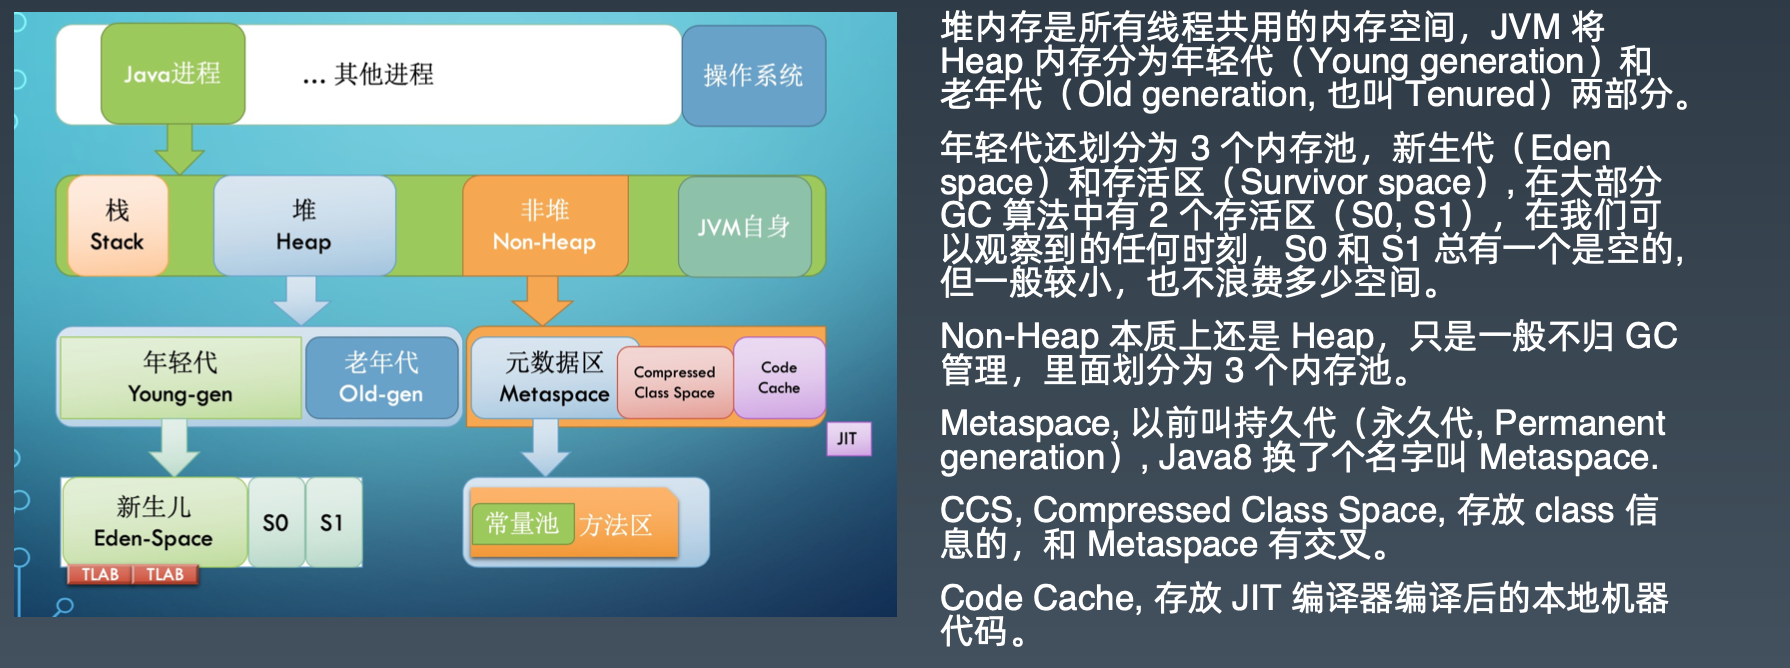 Java进程
... 其他进程
操作系统
栈
Stack
堆
Heap
非堆
Non-Heap
JVM自身
年轻代
Young-gen
老年代
Old-gen
元数据区
Metaspace
Compressed
Class Space
Code
Cache
JIT
新生儿
Eden-Space
S0
S1
TLAB
TLAB
常量池
方法区
堆内存是所有线程共用的内存空间，JVM 将
Heap 内存分为年轻代（Young generation）和
老年代（Old generation, 也叫 Tenured）两部分。
年轻代还划分为 3 个内存池，新生代（Eden
space）和存活区（Survivor space）, 在大部分
GC 算法中有 2 个存活区（S0, S1），在我们可
以观察到的任何时刻，S0 和 S1 总有一个是空的,
但一般较小，也不浪费多少空间。
Non-Heap 本质上还是 Heap，只是一般不归 GC
管理，里面划分为 3 个内存池。
Metaspace, 以前叫持久代（永久代, Permanent
generation）, Java8 换了个名字叫 Metaspace.
CCS, Compressed Class Space, 存放 class 信
息的，和 Metaspace 有交叉。
Code Cache, 存放 JIT 编译器编译后的本地机器
代码。